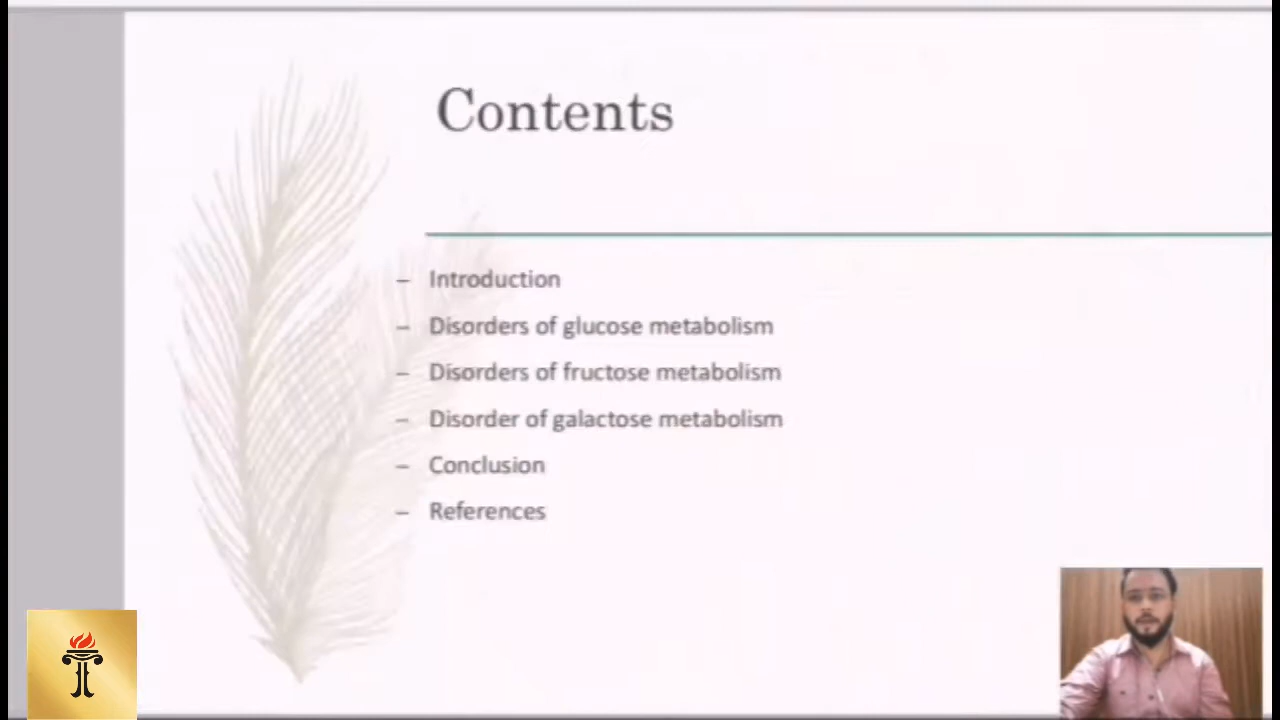 Contents
– Introduction
– Disorders of glucose metabolism
– Disorders of fructose metabolism
– Disorder of galactose metabolism
– Conclusion
– References